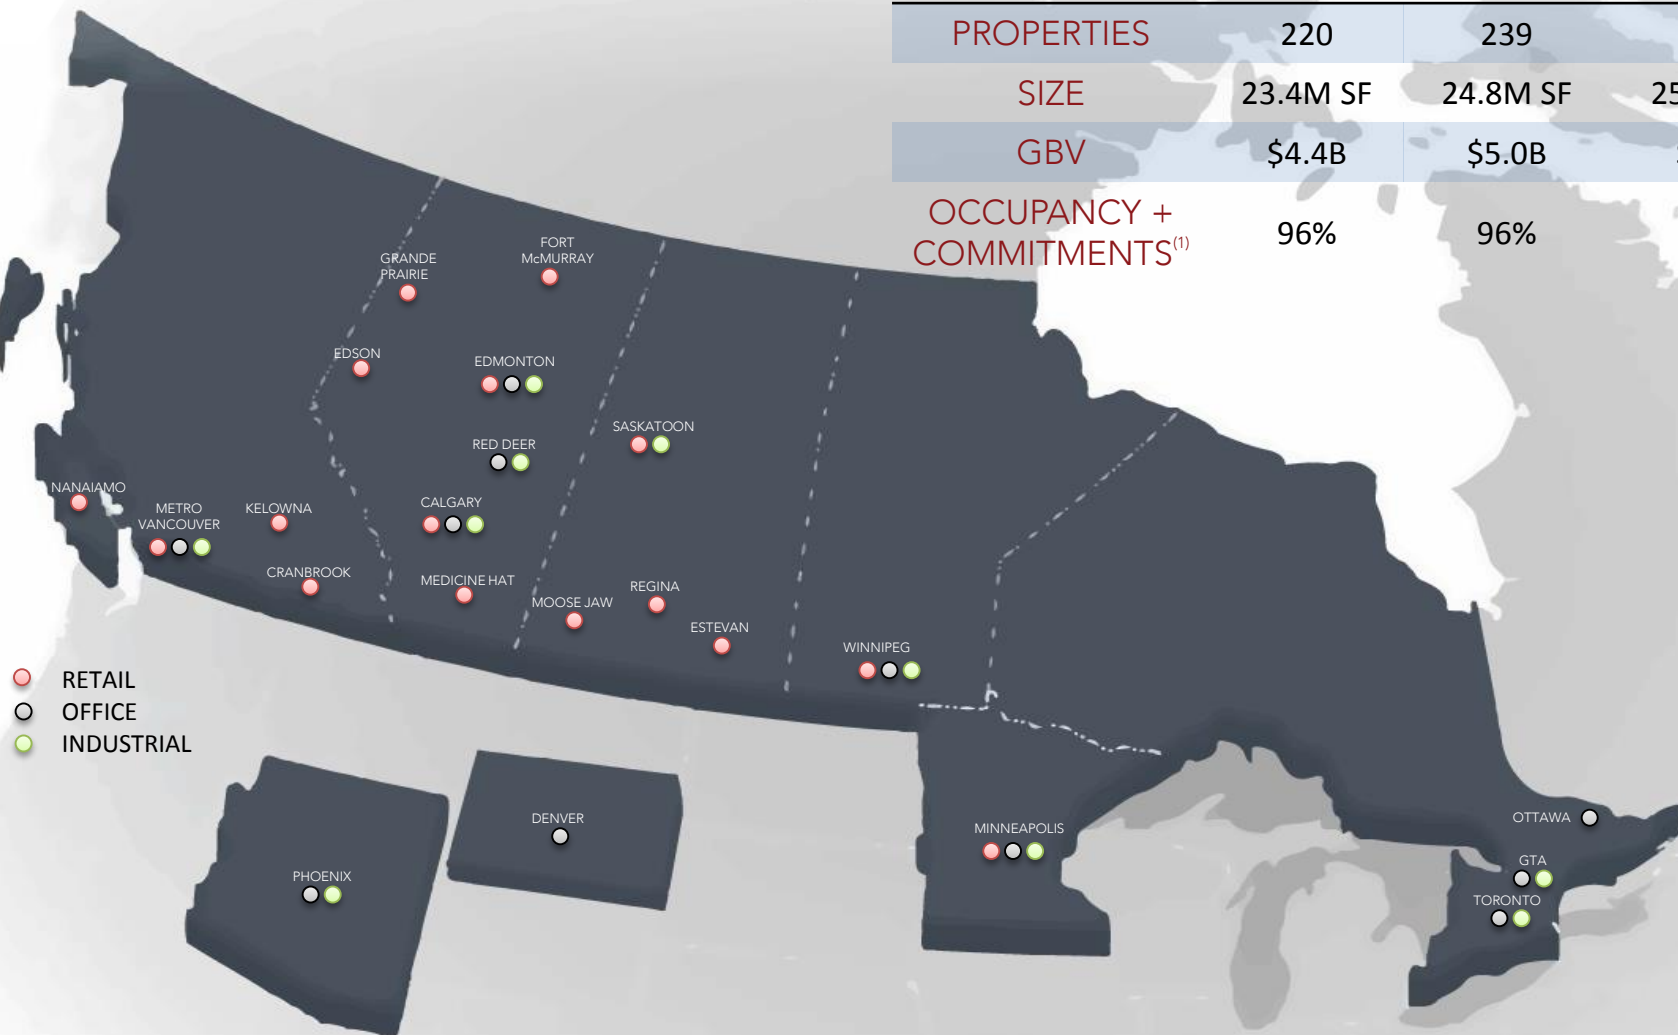 PROPERTIES 220 239
SIZE 23.4M SF 24.8M SF 25
GBV $4.4B $5.0B
OCCUPANCY +
COMMITMENTS(1) 96% 96%
FORT
McMURRAY
GRANDE
PRAIRIE
EDSON
EDMONTON
SASKATOON
RED DEER
NANAIAMO
METRO
VANCOUVER
KELOWNA
CALGARY
CRANBROOK
MEDICINE HAT
MOOSE JAW
REGINA
ESTEVAN
WINNIPEG
RETAIL
OFFICE
INDUSTRIAL
DENVER
PHOENIX
MINNEAPOLIS
OTTAWA
GTA
TORONTO